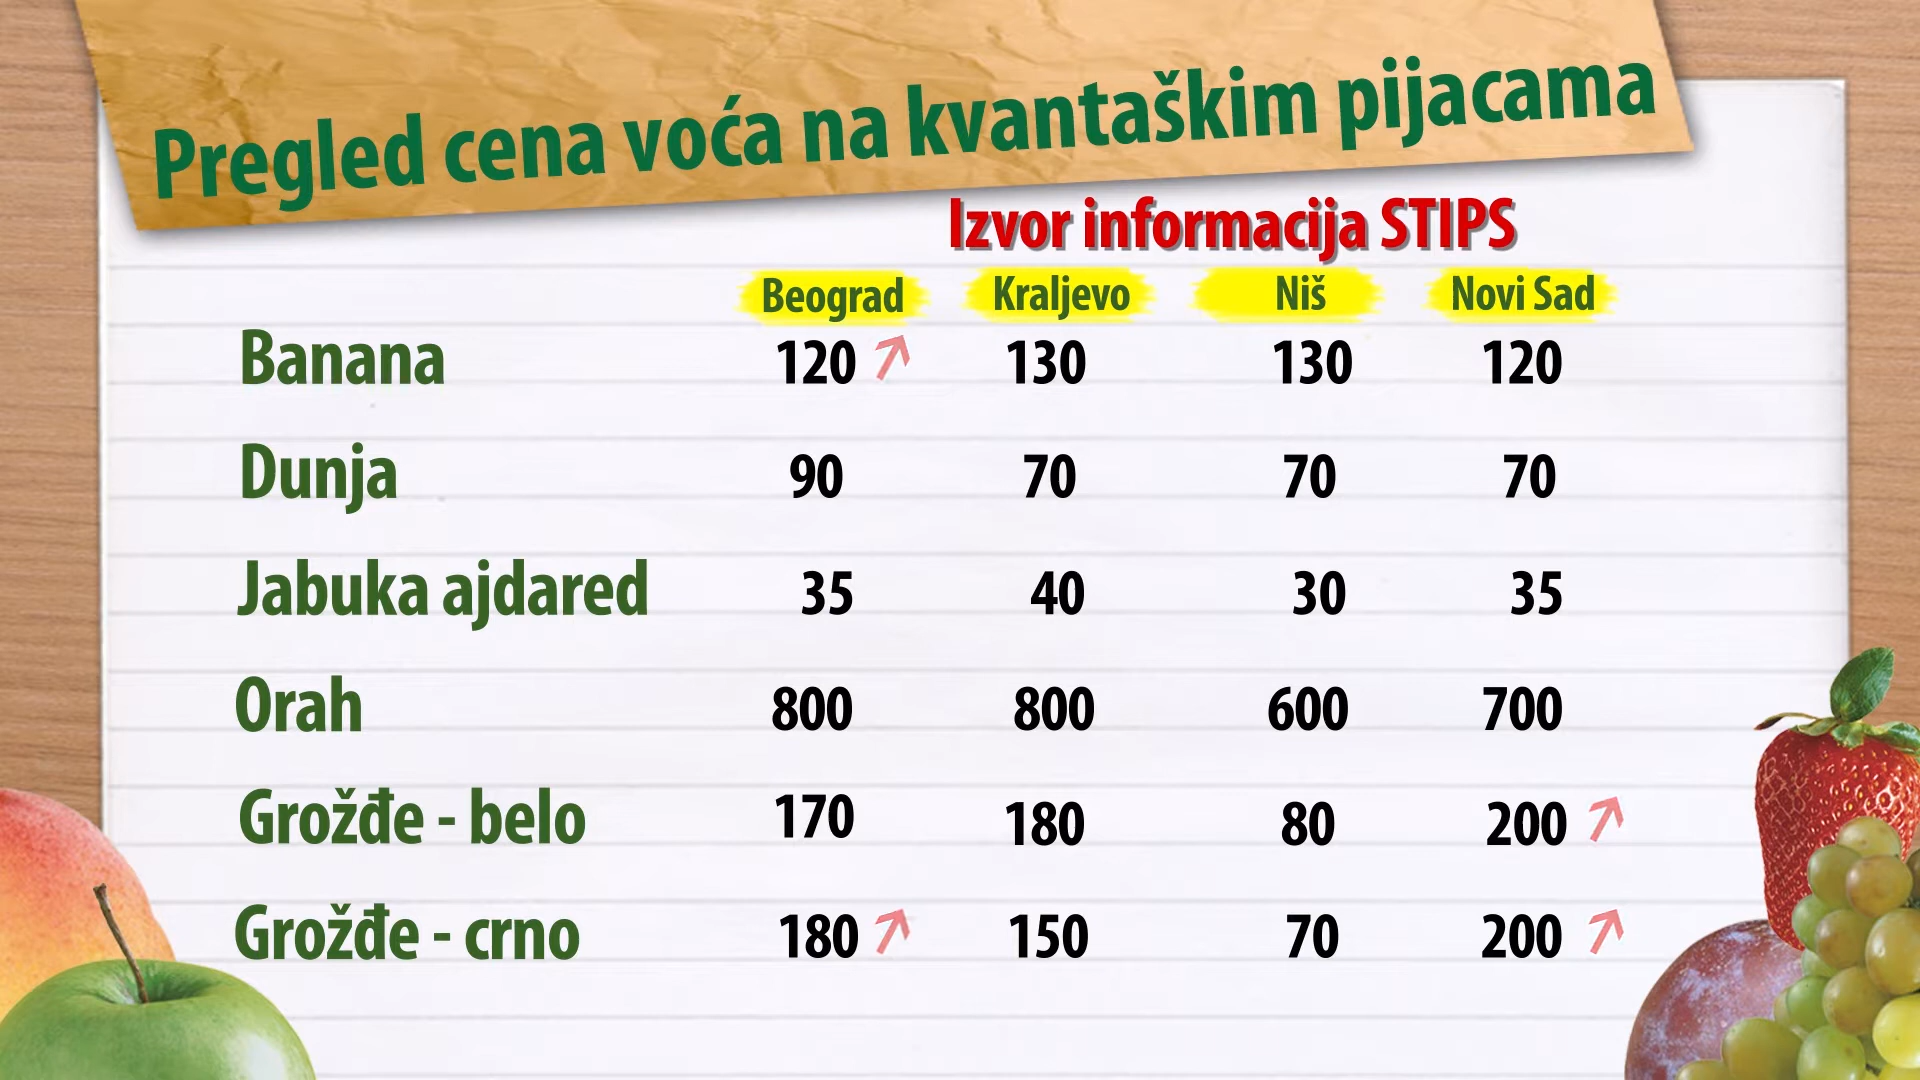 Pregled cena voća na kvantaškim pijacama
Izvor informacija STIPS
Beograd Kraljevo Niš Novi Sad
Banana 120 130 130 120
Dunja 90 70 70 70
Jabuka ajdared 35 40 30 35
Orah 800 800 600 700
Grožđe - belo 170 180 80 200
Grožđe - crno 180 150 70 200